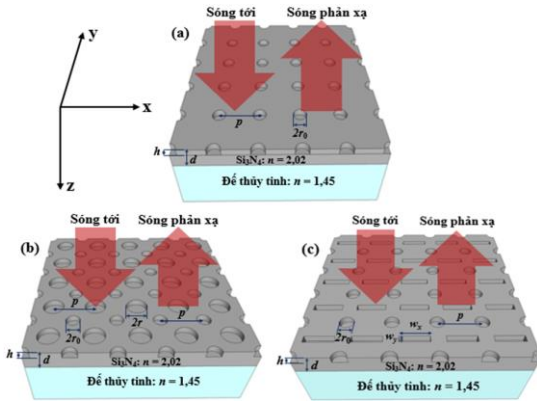 Sóng tới Sóng phản xạ
(a)
y
x
z
p
2r₀
h
d
Si₃N₄: n = 2,02
Đế thủy tinh: n = 1,45
Sóng tới Sóng phản xạ
(b)
p
2r
p
2r₀
h
d
Si₃N₄: n = 2,02
Đế thủy tinh: n = 1,45
Sóng tới Sóng phản xạ
(c)
p
wₓ
2r₀
wᵧ
h
d
Si₃N₄: n = 2,02
Đế thủy tinh: n = 1,45